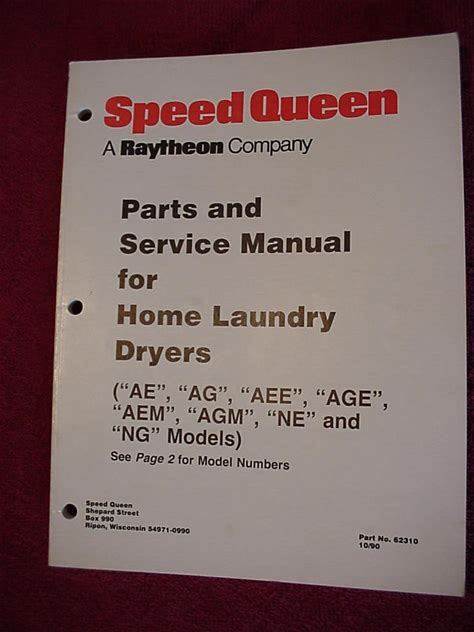 Speed Queen
A Raytheon Company
Parts and
Service Manual
for
Home Laundry
Dryers
("AE", "AG", "AEE", "AGE",
"AEM", "AGM", "NE" and
"NG" Models)
See Page 2 for Model Numbers
Speed Queen
Shepard Street
Box 990
Ripon, Wisconsin 54971-0990
Part No. 62310
10/90